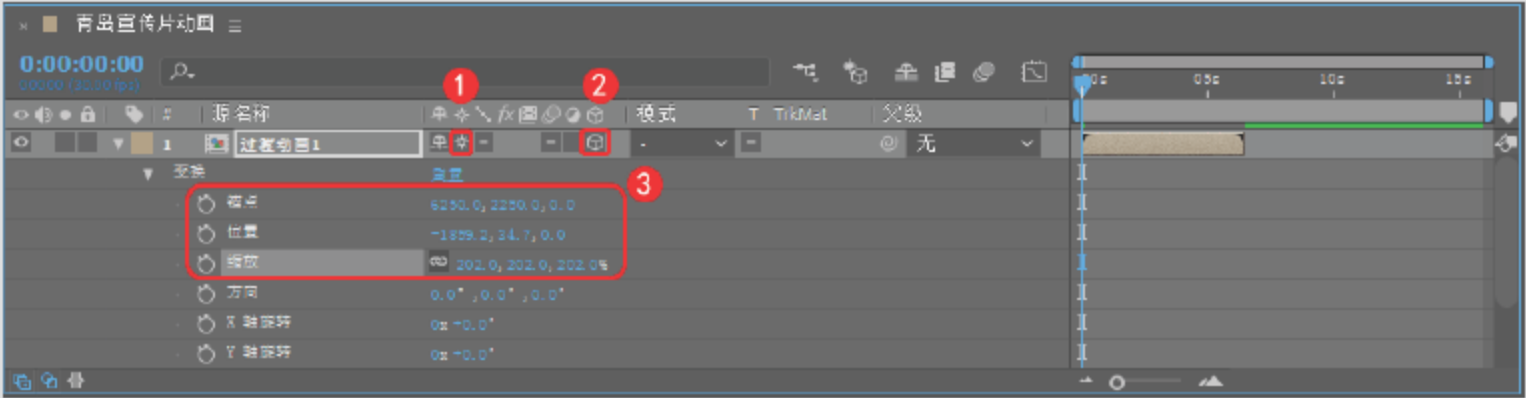 青岛宣传片动画
0:00:00:00
00000 (30.00 fps)
1 2
:00s 05s 10s 15s
# 源名称 fx 模式 T TrkMat 父级
1 过渡动画1 - 无
变换 重置
3
锚点 6250.0, 2250.0, 0.0
位置 -1859.2, 34.7, 0.0
缩放 202.0, 202.0, 202.0%
方向 0.0°, 0.0°, 0.0°
X 轴旋转 0x +0.0°
Y 轴旋转 0x +0.0°